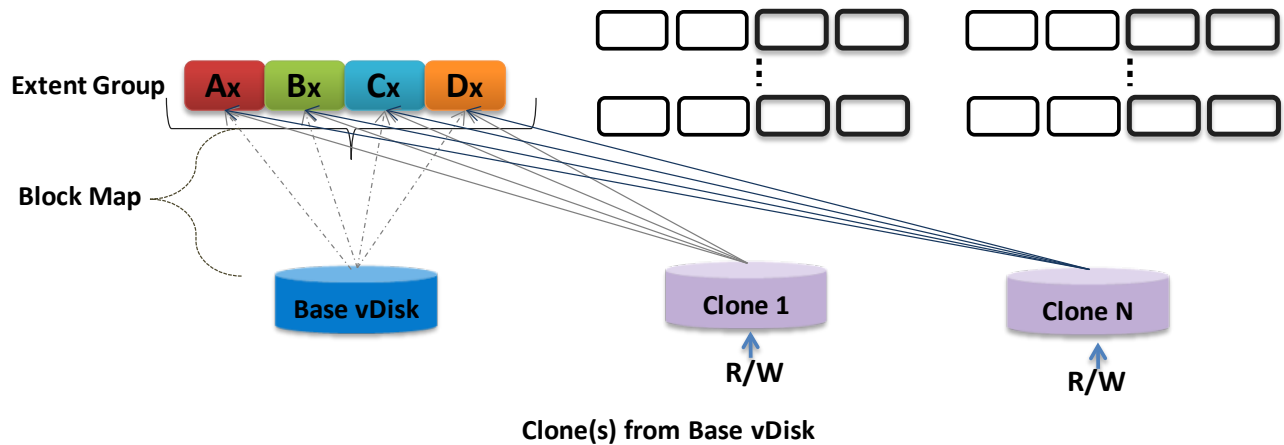 Extent Group
Ax Bx Cx Dx
Block Map
Base vDisk
Clone 1
Clone N
R/W
R/W
Clone(s) from Base vDisk